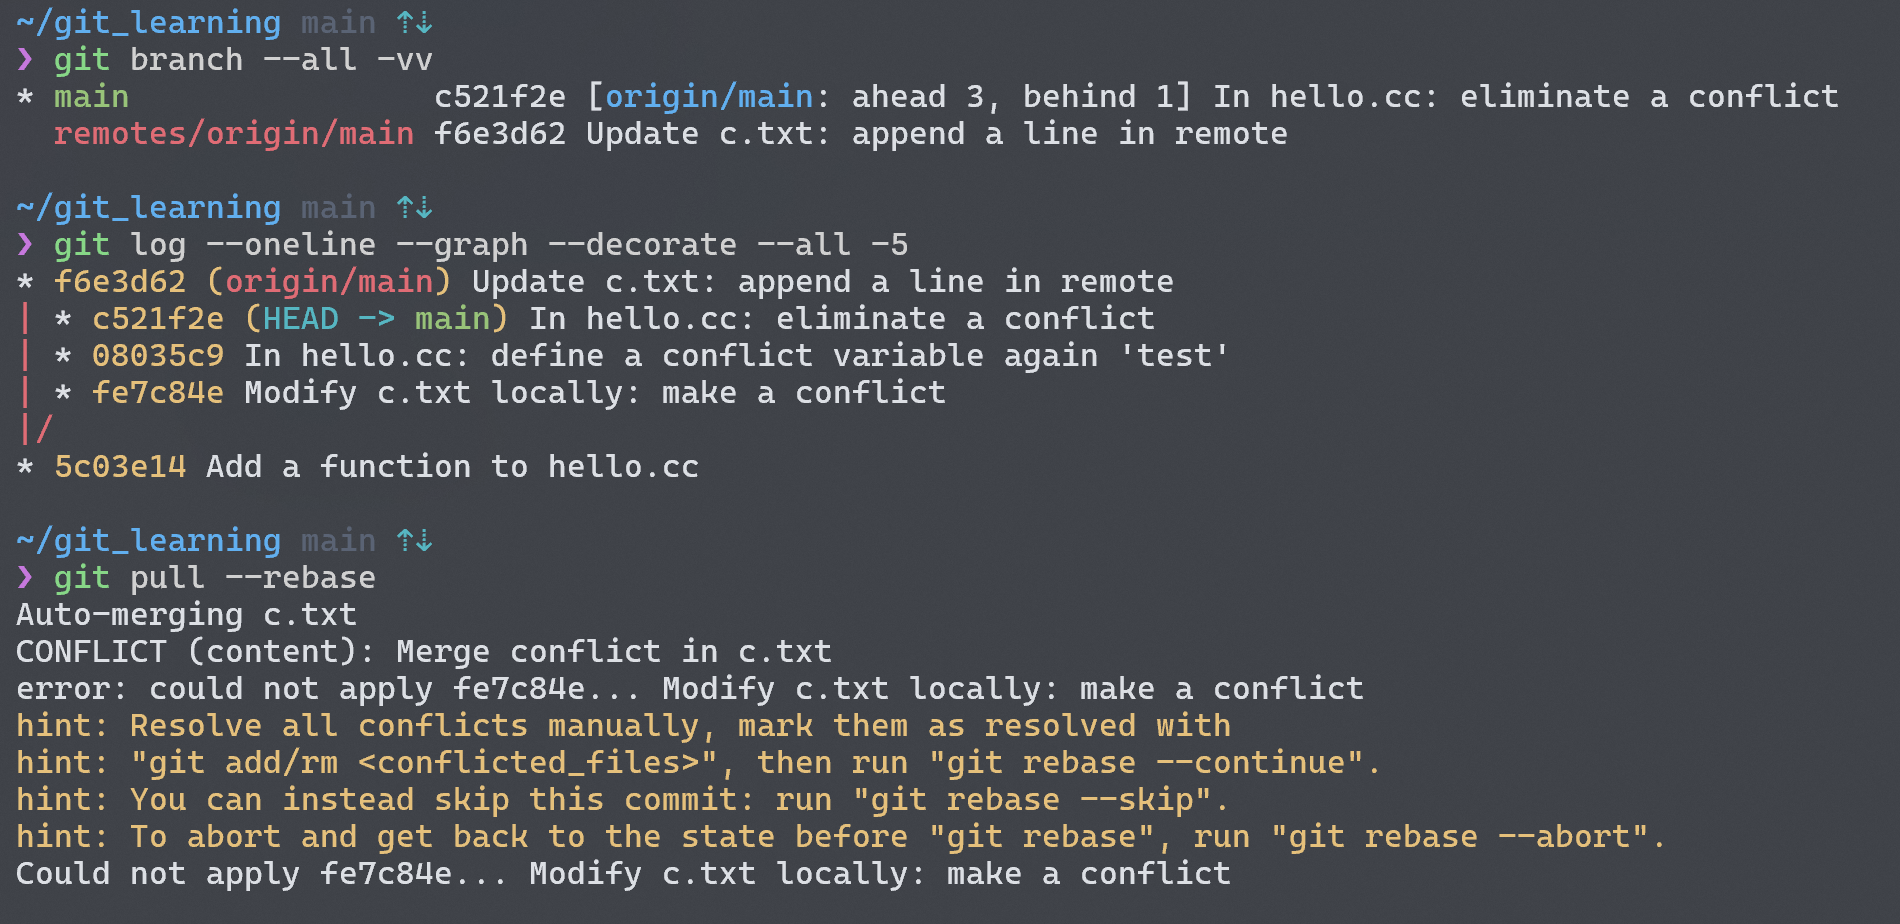 ~/git_learning main ⇡⇣
❯ git branch --all -vv
* main                c521f2e [origin/main: ahead 3, behind 1] In hello.cc: eliminate a conflict
  remotes/origin/main f6e3d62 Update c.txt: append a line in remote
~/git_learning main ⇡⇣
❯ git log --oneline --graph --decorate --all -5
* f6e3d62 (origin/main) Update c.txt: append a line in remote
| * c521f2e (HEAD -> main) In hello.cc: eliminate a conflict
| * 08035c9 In hello.cc: define a conflict variable again 'test'
| * fe7c84e Modify c.txt locally: make a conflict
|/
* 5c03e14 Add a function to hello.cc
~/git_learning main ⇡⇣
❯ git pull --rebase
Auto-merging c.txt
CONFLICT (content): Merge conflict in c.txt
error: could not apply fe7c84e... Modify c.txt locally: make a conflict
hint: Resolve all conflicts manually, mark them as resolved with
hint: "git add/rm <conflicted_files>", then run "git rebase --continue".
hint: You can instead skip this commit: run "git rebase --skip".
hint: To abort and get back to the state before "git rebase", run "git rebase --abort".
Could not apply fe7c84e... Modify c.txt locally: make a conflict